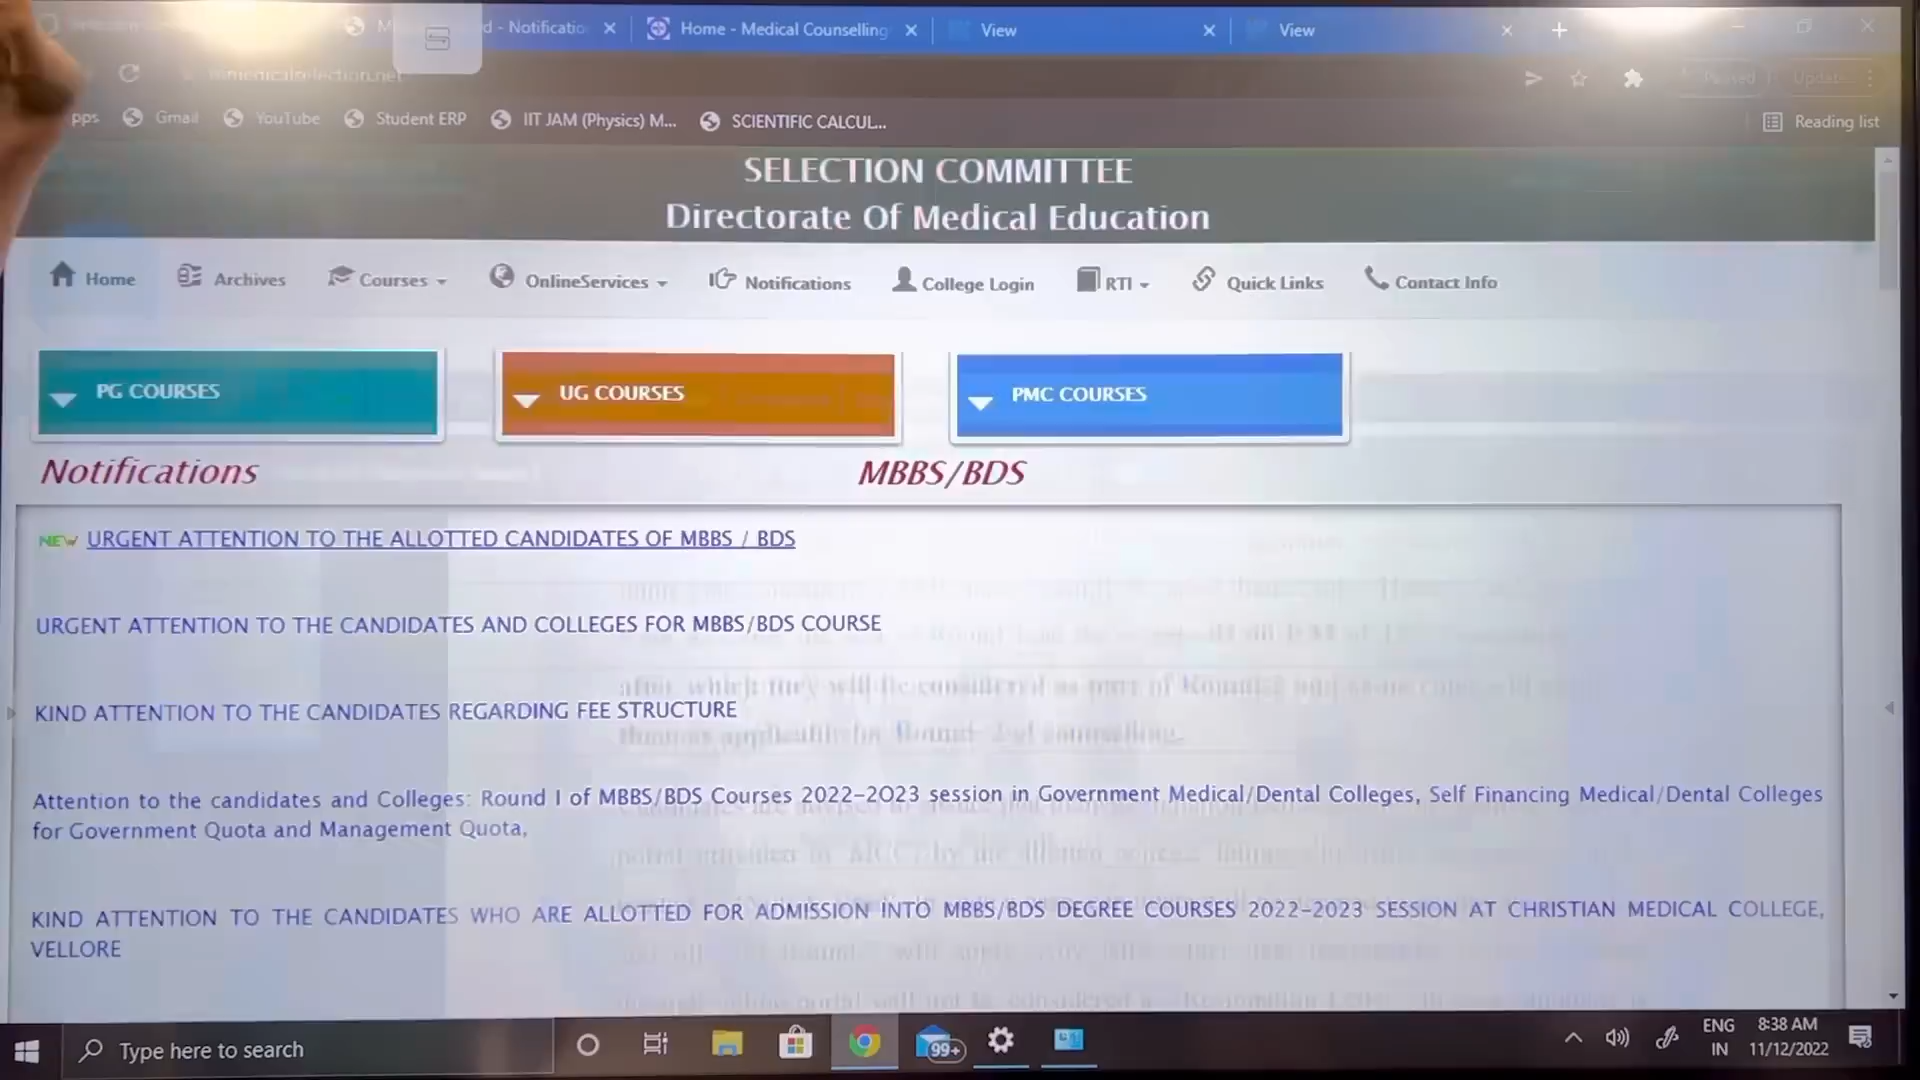 d - Notificatio
Home - Medical Counselling
View
View
Paused
Update
pps
Gmail
YouTube
Student ERP
IIT JAM (Physics) M...
SCIENTIFIC CALCUL...
Reading list
SELECTION COMMITTEE
Directorate Of Medical Education
Home
Archives
Courses
OnlineServices
Notifications
College Login
RTI
Quick Links
Contact Info
PG COURSES
UG COURSES
PMC COURSES
Notifications
MBBS/BDS
NEW URGENT ATTENTION TO THE ALLOTTED CANDIDATES OF MBBS / BDS
URGENT ATTENTION TO THE CANDIDATES AND COLLEGES FOR MBBS/BDS COURSE
KIND ATTENTION TO THE CANDIDATES REGARDING FEE STRUCTURE
Attention to the candidates and Colleges: Round I of MBBS/BDS Courses 2022-2023 session in Government Medical/Dental Colleges, Self Financing Medical/Dental Colleges
for Government Quota and Management Quota,
KIND ATTENTION TO THE CANDIDATES WHO ARE ALLOTTED FOR ADMISSION INTO MBBS/BDS DEGREE COURSES 2022-2023 SESSION AT CHRISTIAN MEDICAL COLLEGE,
VELLORE
Type here to search
99+
ENG
IN
8:38 AM
11/12/2022